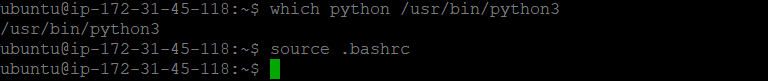 ubuntu@ip-172-31-45-118:~$ which python /usr/bin/python3
/usr/bin/python3
ubuntu@ip-172-31-45-118:~$ source .bashrc
ubuntu@ip-172-31-45-118:~$